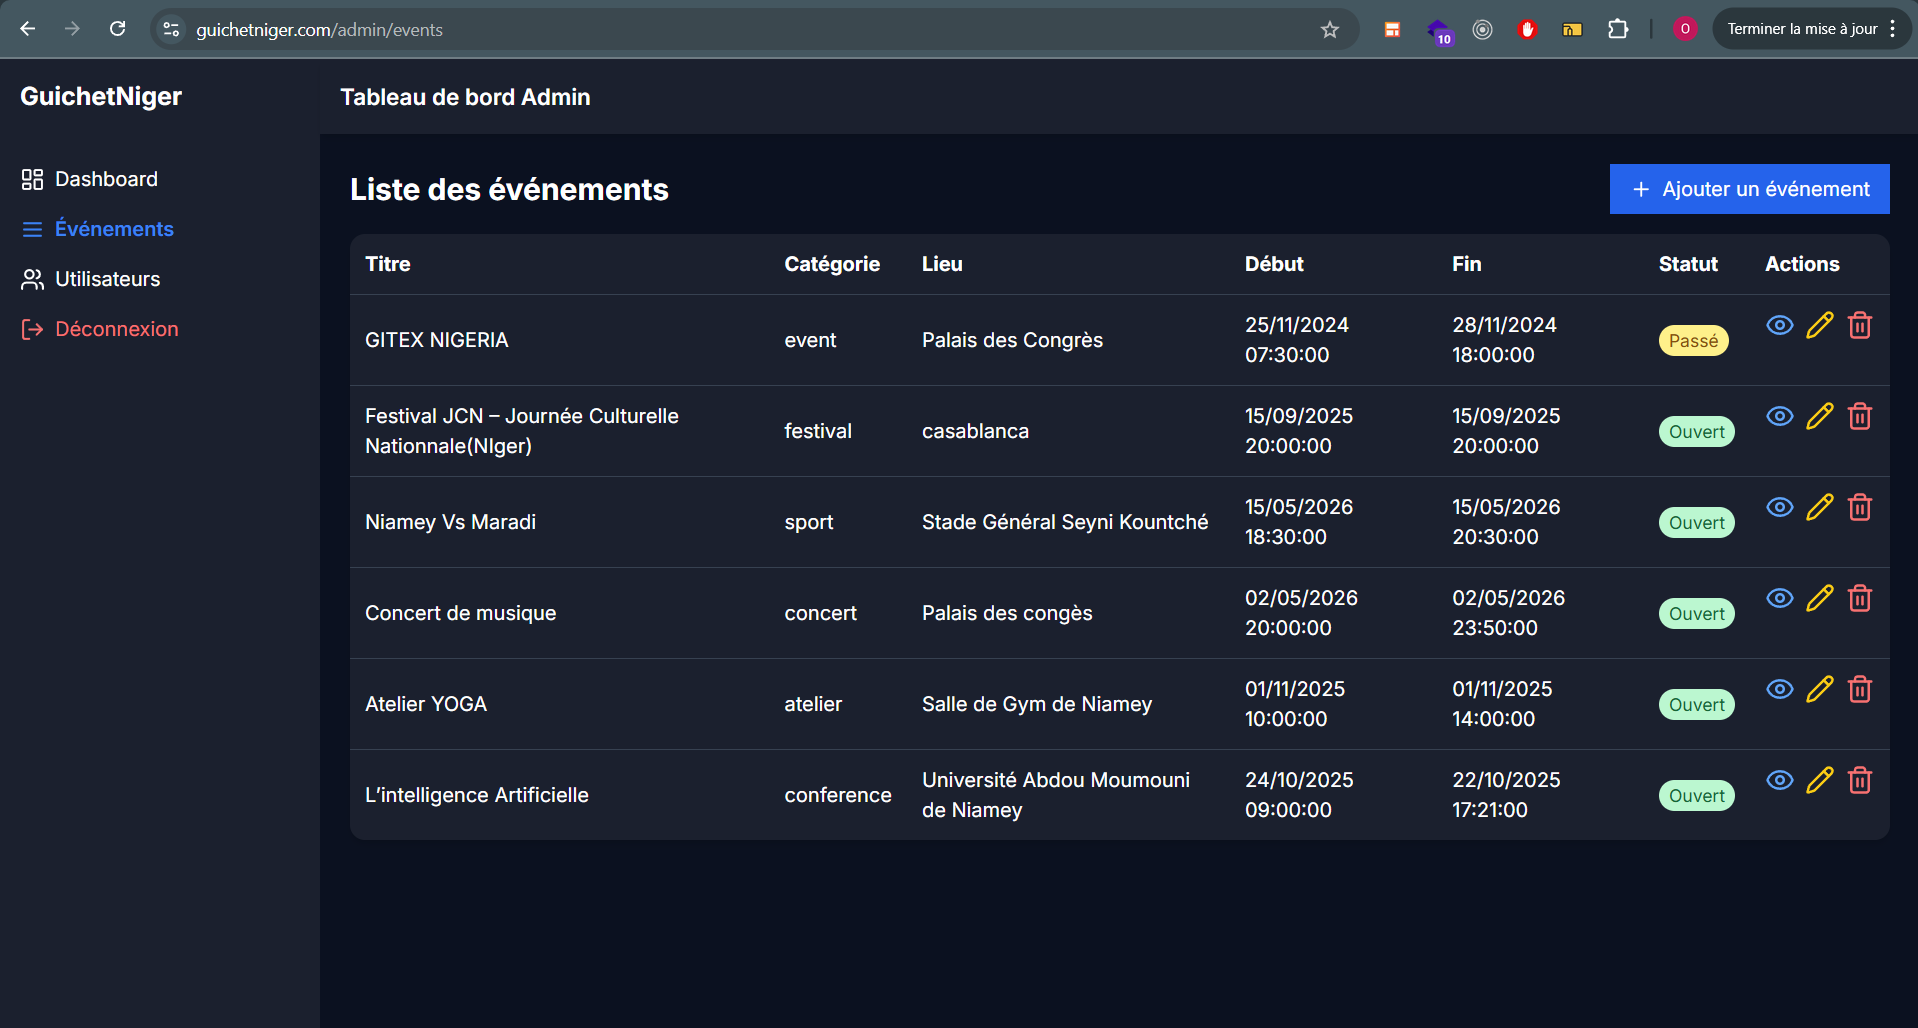 guichetniger.com/admin/events
10
O
Terminer la mise à jour
GuichetNiger
Tableau de bord Admin
Dashboard
Événements
Utilisateurs
Déconnexion
Liste des événements
+ Ajouter un événement
Titre Catégorie Lieu Début Fin Statut Actions
GITEX NIGERIA event Palais des Congrès 25/11/2024 28/11/2024 Passé
07:30:00 18:00:00
Festival JCN – Journée Culturelle festival casablanca 15/09/2025 15/09/2025 Ouvert
Nationnale(NIger) 20:00:00 20:00:00
Niamey Vs Maradi sport Stade Général Seyni Kountché 15/05/2026 15/05/2026 Ouvert
18:30:00 20:30:00
Concert de musique concert Palais des congès 02/05/2026 02/05/2026 Ouvert
20:00:00 23:50:00
Atelier YOGA atelier Salle de Gym de Niamey 01/11/2025 01/11/2025 Ouvert
10:00:00 14:00:00
L’intelligence Artificielle conference Université Abdou Moumouni 24/10/2025 22/10/2025 Ouvert
de Niamey 09:00:00 17:21:00